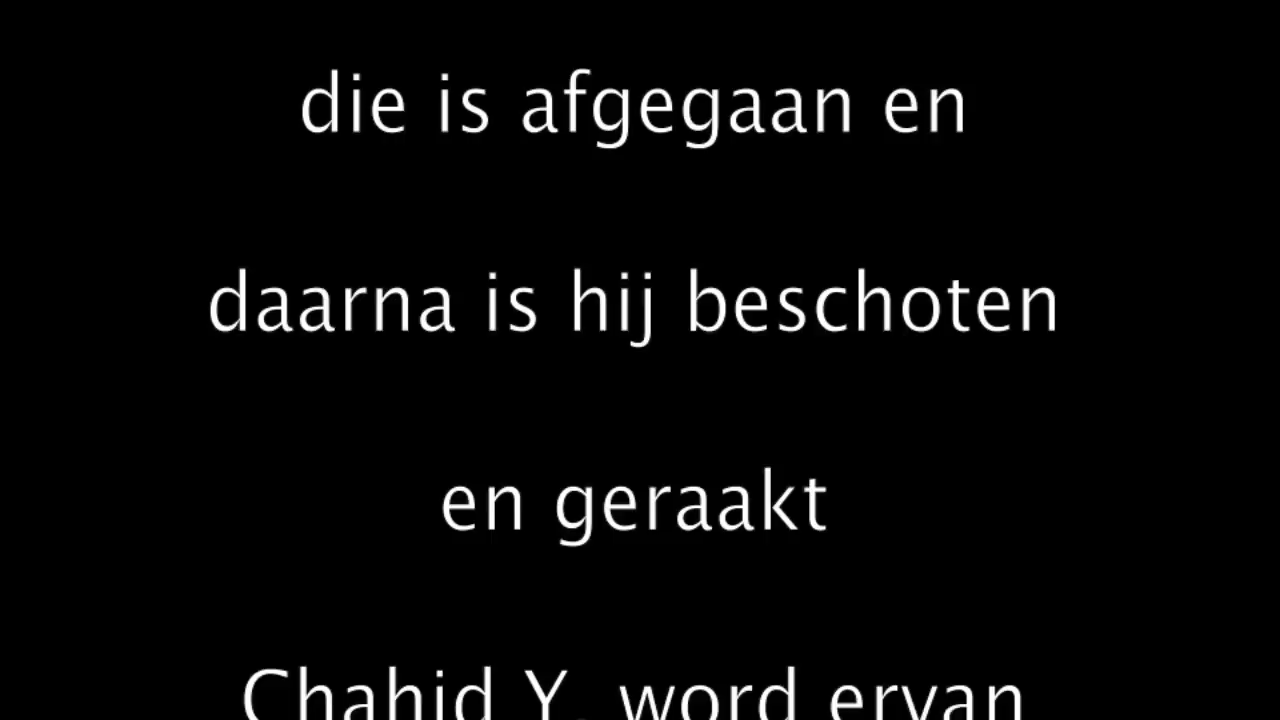 die is afgegaan en
daarna is hij beschoten
en geraakt
Chahid Y. word ervan